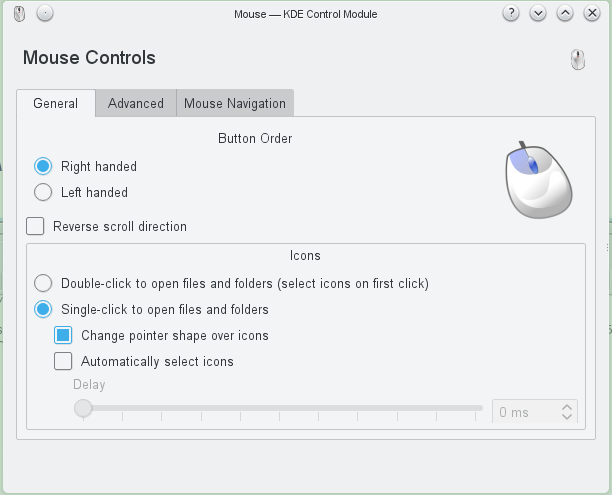 Mouse — KDE Control Module
Mouse Controls
General
Advanced
Mouse Navigation
Button Order
Right handed
Left handed
Reverse scroll direction
Icons
Double-click to open files and folders (select icons on first click)
Single-click to open files and folders
Change pointer shape over icons
Automatically select icons
Delay
0 ms